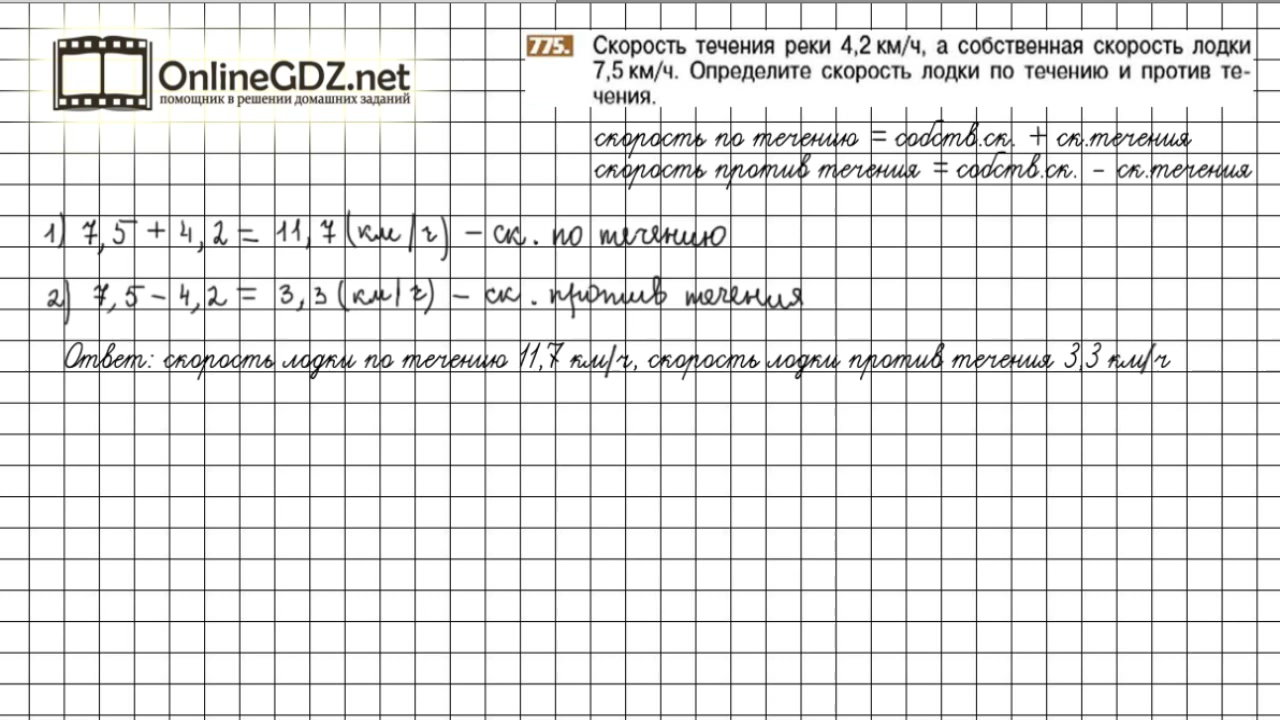 OnlineGDZ.net
помощник в решении домашних заданий
775. Скорость течения реки 4,2 км/ч, а собственная скорость лодки
7,5 км/ч. Определите скорость лодки по течению и против те-
чения.
скорость по течению = собств.ск. + ск.течения
скорость против течения = собств.ск. - ск.течения
1) 7,5 + 4,2 = 11,7 (км/ч) - ск. по течению
2) 7,5 - 4,2 = 3,3 (км/ч) - ск. против течения
Ответ: скорость лодки по течению 11,7 км/ч, скорость лодки против течения 3,3 км/ч